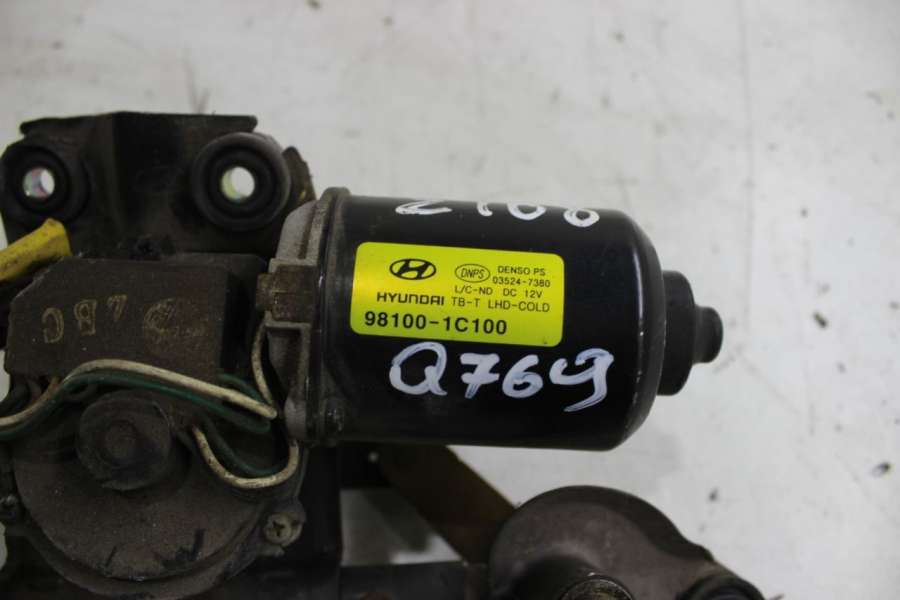 DNPS
DENSO PS
03524-7380
L/C-ND DC 12V
HYUNDAI TB-T LHD-COLD
98100-1C100
Q769